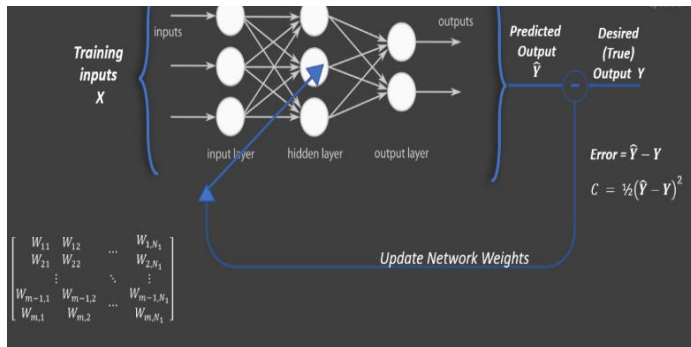 inputs
outputs
Training
inputs
X
Predicted
Output
Ŷ
Desired
(True)
Output Y
-
input layer
hidden layer
output layer
Error = Ŷ − Y
C = ½(Ŷ − Y)²
Update Network Weights
W₁₁ W₁₂ … W₁,N₁
W₂₁ W₂₂ W₂,N₁
⋮ ⋱ ⋮
Wₘ₋₁,₁ Wₘ₋₁,₂ … Wₘ₋₁,N₁
Wₘ,₁ Wₘ,₂ Wₘ,N₁